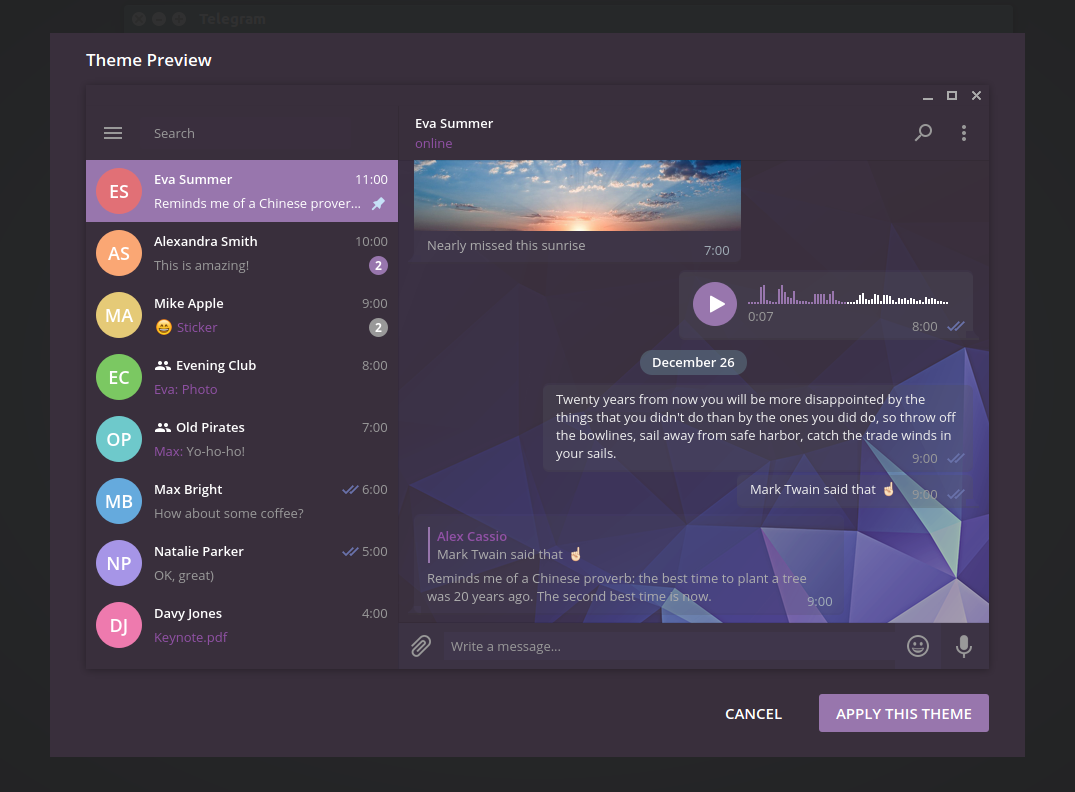 Telegram
Theme Preview
Search
ES
Eva Summer 11:00
Reminds me of a Chinese prover...
AS
Alexandra Smith 10:00
This is amazing! 2
MA
Mike Apple 9:00
😄 Sticker 2
EC
Evening Club 8:00
Eva: Photo
OP
Old Pirates 7:00
Max: Yo-ho-ho!
MB
Max Bright 6:00
How about some coffee?
NP
Natalie Parker 5:00
OK, great)
DJ
Davy Jones 4:00
Keynote.pdf
Eva Summer
online
Nearly missed this sunrise 7:00
0:07 8:00
December 26
Twenty years from now you will be more disappointed by the
things that you didn't do than by the ones you did do, so throw off
the bowlines, sail away from safe harbor, catch the trade winds in
your sails. 9:00
Mark Twain said that ☝🏻 9:00
Alex Cassio
Mark Twain said that ☝🏻
Reminds me of a Chinese proverb: the best time to plant a tree
was 20 years ago. The second best time is now. 9:00
Write a message...
CANCEL APPLY THIS THEME